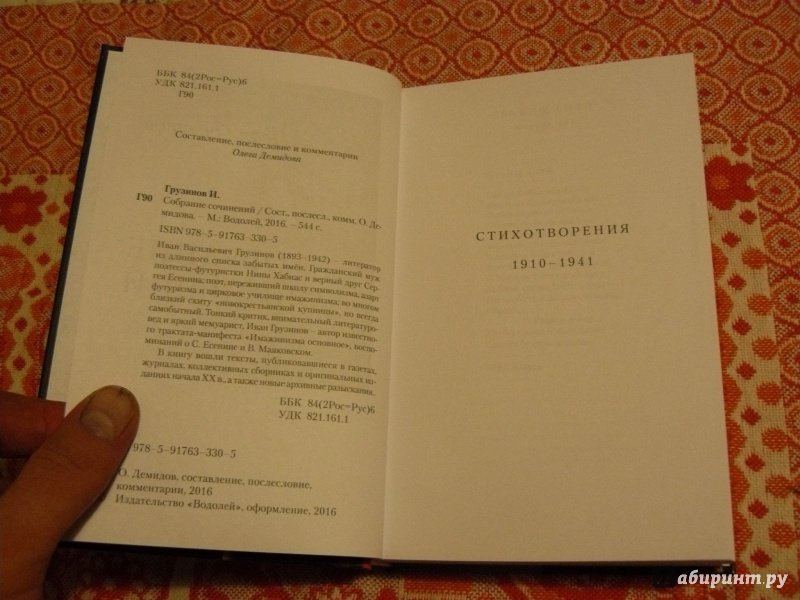 ББК 84(2Рос=Рус)6
УДК 821.161.1
Г90
Составление, послесловие и комментарии
Олега Демидова
Грузинов И.
Г90 Собрание сочинений / Сост., послесл., комм. О. Де-
мидова. – М.: Водолей, 2016. – 544 с.
ISBN 978–5–91763–330–5
Иван Васильевич Грузинов (1893–1942) – литератор
из длинного списка забытых имён. Гражданский муж
поэтессы-футуристки Нины Хабиас и верный друг Сер-
гея Есенина; поэт, переживший школу символизма, азарт
футуризма и цирковое училище имажинизма, во многом
близкий скиту «новокрестьянской купницы», но всегда
самобытный. Тонкий критик, внимательный литературо-
вед и яркий мемуарист, Иван Грузинов – автор известно-
го трактата-манифеста «Имажинизма основное», воспо-
минаний о С. Есенине и В. Маяковском.
В книгу вошли тексты, публиковавшиеся в газетах,
журналах, коллективных сборниках и оригинальных из-
даниях начала XX в., а также новые архивные разыскания.
ББК 84(2Рос=Рус)6
УДК 821.161.1
978–5–91763–330–5
О. Демидов, составление, послесловие,
комментарии, 2016
Издательство «Водолей», оформление, 2016
СТИХОТВОРЕНИЯ
1910–1941
абиринт.ру